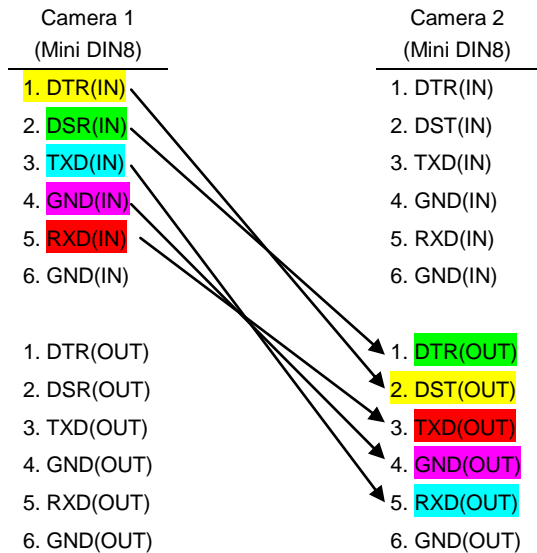 Camera 1
(Mini DIN8)
1. DTR(IN)
2. DSR(IN)
3. TXD(IN)
4. GND(IN)
5. RXD(IN)
6. GND(IN)
1. DTR(OUT)
2. DSR(OUT)
3. TXD(OUT)
4. GND(OUT)
5. RXD(OUT)
6. GND(OUT)
Camera 2
(Mini DIN8)
1. DTR(IN)
2. DST(IN)
3. TXD(IN)
4. GND(IN)
5. RXD(IN)
6. GND(IN)
1. DTR(OUT)
2. DST(OUT)
3. TXD(OUT)
4. GND(OUT)
5. RXD(OUT)
6. GND(OUT)